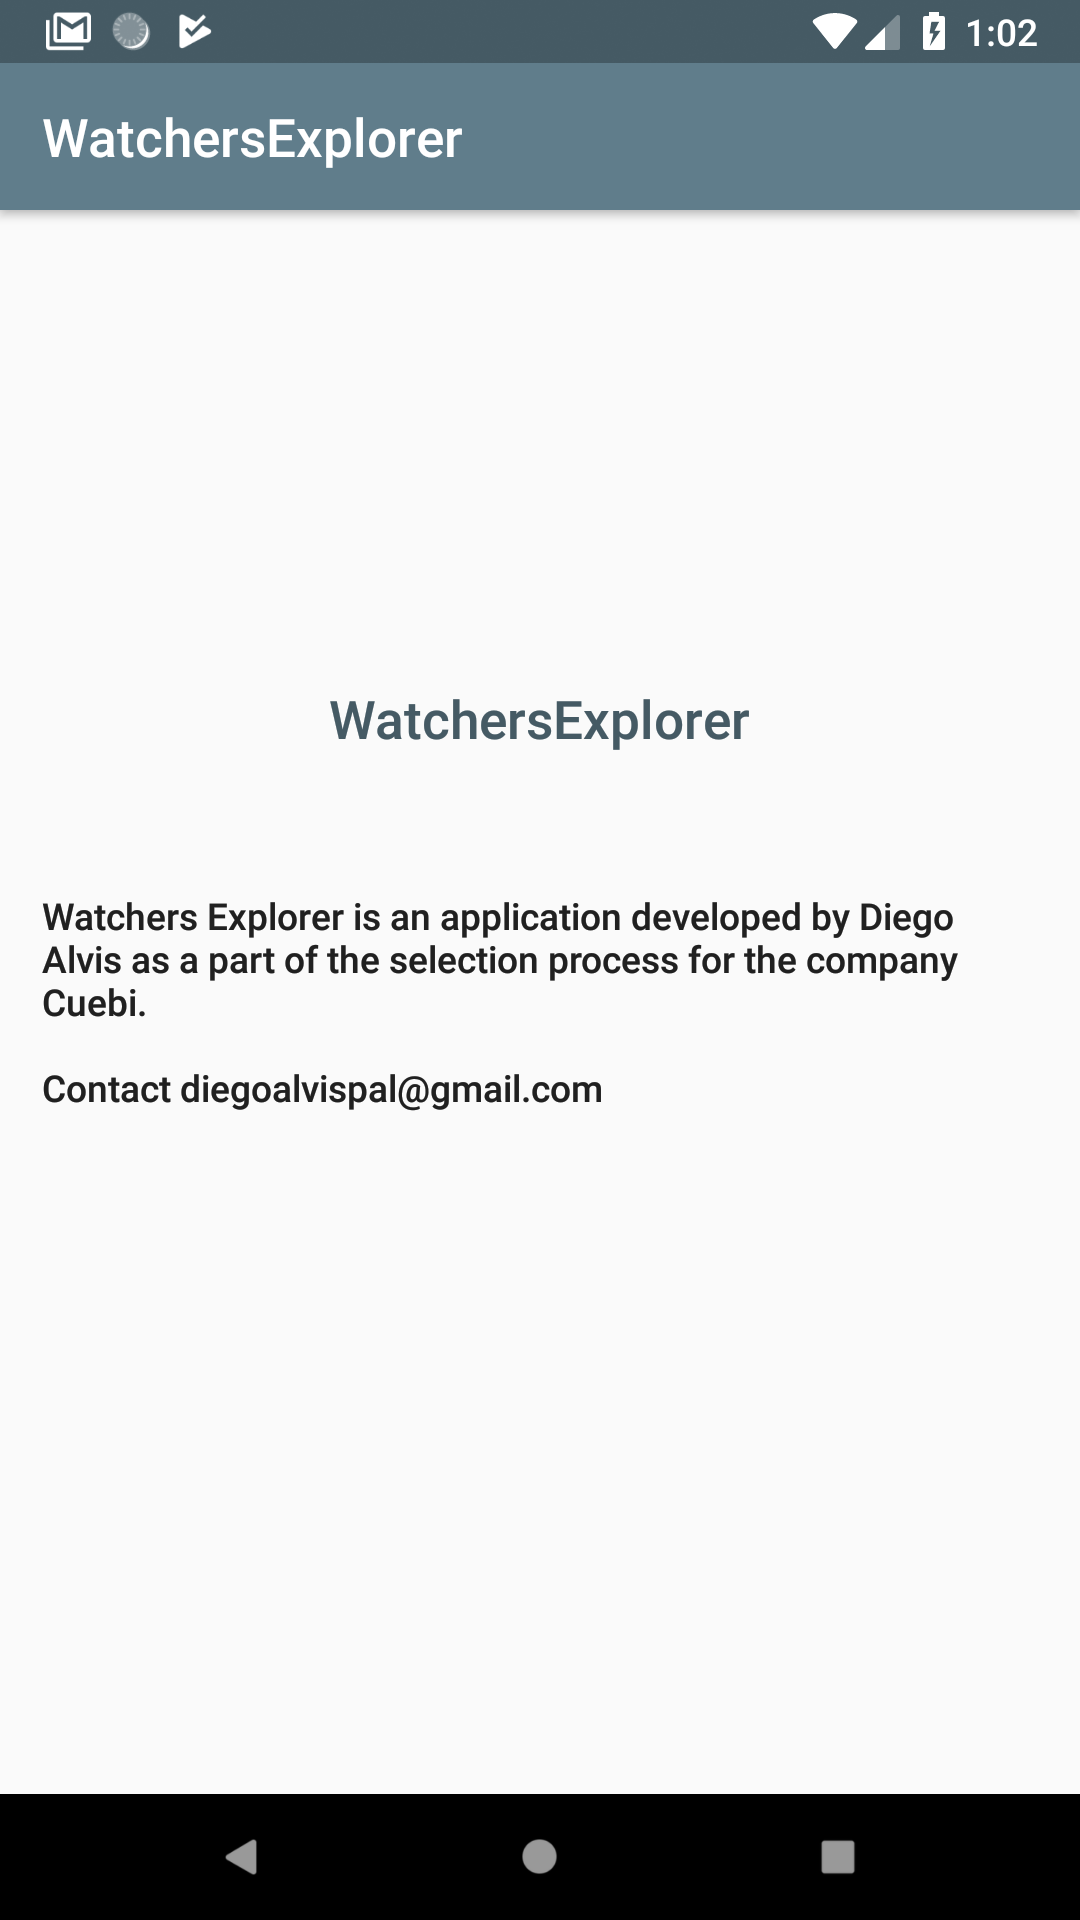 1:02
WatchersExplorer
WatchersExplorer
Watchers Explorer is an application developed by Diego
Alvis as a part of the selection process for the company
Cuebi.
Contact diegoalvispal@gmail.com